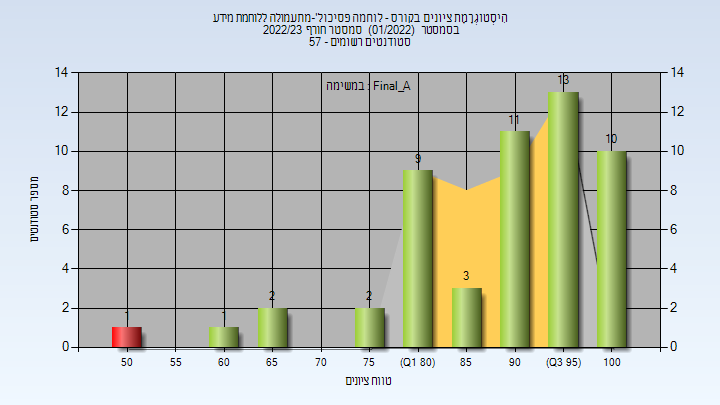 הִיסְטוֹגְרָמַת ציונים בקורס - לוחמה פסיכול'-מתעמולה ללוחמת מידע
בסמסטר (01/2022) סמסטר חורף 2022/23
סטודנטים רשומים - 57
במשימה : Final_A
14 14
12 12
10 10
8 8
6 6
4 4
2 2
0 0
1 1 2 2 9 3 11 13 10
מספר סטודנטים
50 55 60 65 70 75 (Q1 80) 85 90 (Q3 95) 100
טווח ציונים